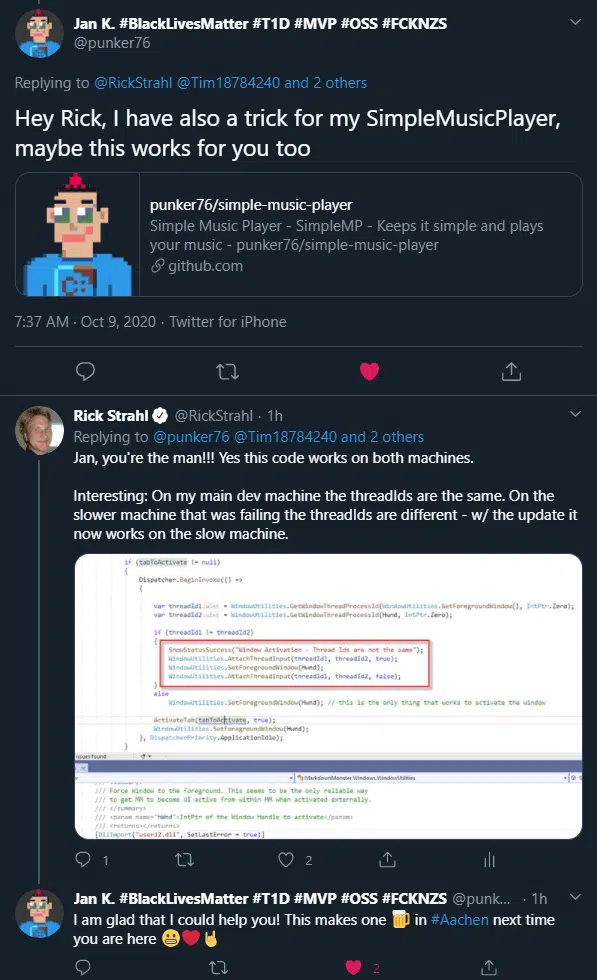 Jan K. #BlackLivesMatter #T1D #MVP #OSS #FCKNZS
@punker76
Replying to @RickStrahl @Tim18784240 and 2 others
Hey Rick, I have also a trick for my SimpleMusicPlayer,
maybe this works for you too
punker76/simple-music-player
Simple Music Player - SimpleMP - Keeps it simple and plays
your music - punker76/simple-music-player
github.com
7:37 AM · Oct 9, 2020 · Twitter for iPhone
Rick Strahl @RickStrahl · 1h
Replying to @punker76 @Tim18784240 and 2 others
Jan, you're the man!!! Yes this code works on both machines.
Interesting: On my main dev machine the threadIds are the same. On the
slower machine that was failing the threadIds are different - w/ the update it
now works on the slow machine.
if (tabToActivate != null)
{
Dispatcher.BeginInvoke(() =>
{
var threadId1:uint = WindowUtilities.GetWindowThreadProcessId(WindowUtilities.GetForegroundWindow(), IntPtr.Zero);
var threadId2:uint = WindowUtilities.GetWindowThreadProcessId(Hwnd, IntPtr.Zero);
if (threadId1 != threadId2)
{
ShowStatusSuccess("Window Activation - Thread Ids are not the same");
WindowUtilities.AttachThreadInput(threadId1, threadId2, true);
WindowUtilities.SetForegroundWindow(Hwnd);
WindowUtilities.AttachThreadInput(threadId1, threadId2, false);
}
else
WindowUtilities.SetForegroundWindow(Hwnd); // this is the only thing that works to activate the window
ActivateTab(tabToActivate, true);
WindowUtilities.SetForegroundWindow(Hwnd);
}, DispatcherPriority.ApplicationIdle);
}
issues found
MarkdownMonster.Windows.WindowUtilities
/// <summary>
/// Force Window to the foreground. This seems to be the only reliable way
/// to get MM to become UI active from within MM when activated externally.
/// </summary>
/// <param name="hWnd">IntPtr of the Window Handle to activate</param>
/// <returns></returns>
[DllImport("user32.dll", SetLastError = true)]
1 2
Jan K. #BlackLivesMatter #T1D #MVP #OSS #FCKNZS @punk... · 1h
I am glad that I could help you! This makes one 🍺 in #Aachen next time
you are here 😬❤️🤘
2